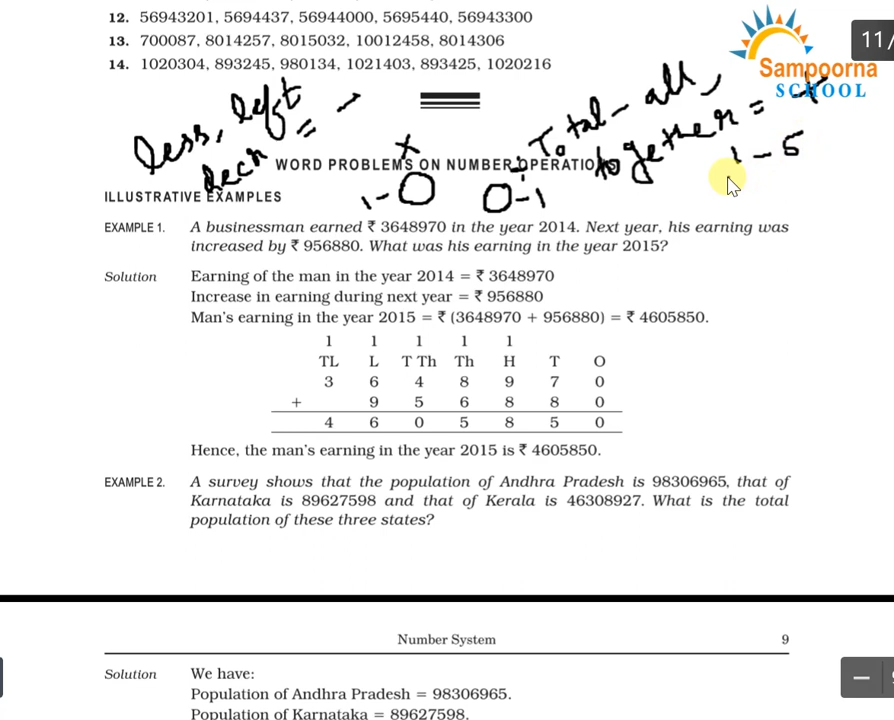 12. 56943201, 5694437, 56944000, 5695440, 56943300
13. 700087, 8014257, 8015032, 10012458, 8014306
14. 1020304, 893245, 980134, 1021403, 893425, 1020216
11/
Sampoorna
SCHOOL
less, left =
decr
Total - all,
together = +
×
1 - 5
WORD PROBLEMS ON NUMBER OPERATIO
1 - 0
0 - 1
ILLUSTRATIVE EXAMPLES
EXAMPLE 1. A businessman earned ₹ 3648970 in the year 2014. Next year, his earning was
increased by ₹ 956880. What was his earning in the year 2015?
Solution Earning of the man in the year 2014 = ₹ 3648970
Increase in earning during next year = ₹ 956880
Man's earning in the year 2015 = ₹ (3648970 + 956880) = ₹ 4605850.
1 1 1 1 1
TL L T Th Th H T O
3 6 4 8 9 7 0
+ 9 5 6 8 8 0
4 6 0 5 8 5 0
Hence, the man's earning in the year 2015 is ₹ 4605850.
EXAMPLE 2. A survey shows that the population of Andhra Pradesh is 98306965, that of
Karnataka is 89627598 and that of Kerala is 46308927. What is the total
population of these three states?
Number System 9
Solution We have:
Population of Andhra Pradesh = 98306965.
Population of Karnataka = 89627598.